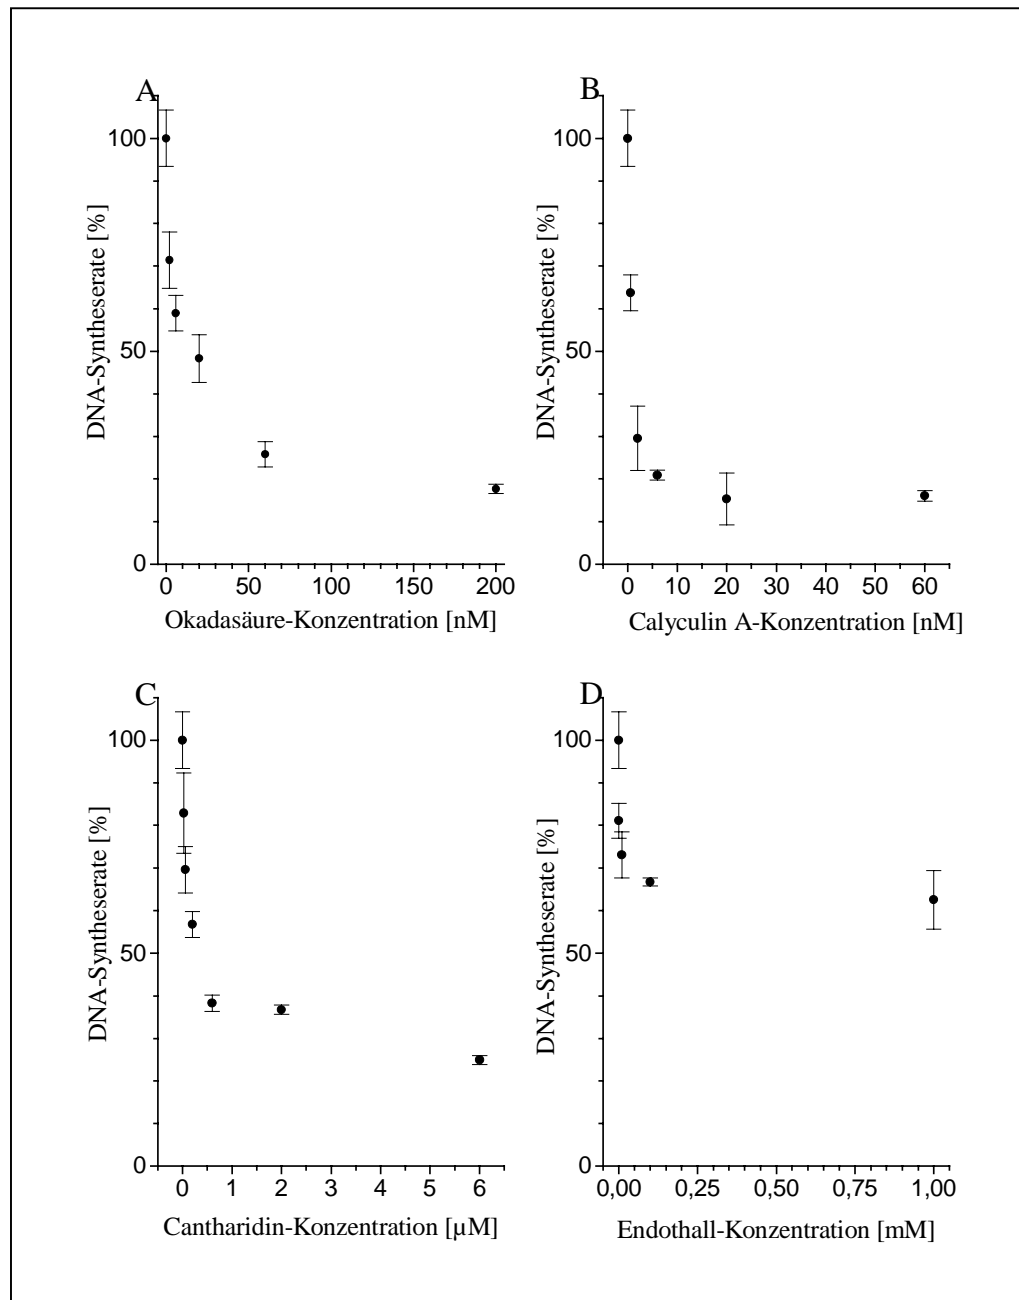 A
100
50
0
DNA-Syntheserate [%]
0 50 100 150 200
Okadasäure-Konzentration [nM]
B
100
50
0
DNA-Syntheserate [%]
0 10 20 30 40 50 60
Calyculin A-Konzentration [nM]
C
100
50
0
DNA-Syntheserate [%]
0 1 2 3 4 5 6
Cantharidin-Konzentration [µM]
D
100
50
0
DNA-Syntheserate [%]
0,00 0,25 0,50 0,75 1,00
Endothall-Konzentration [mM]